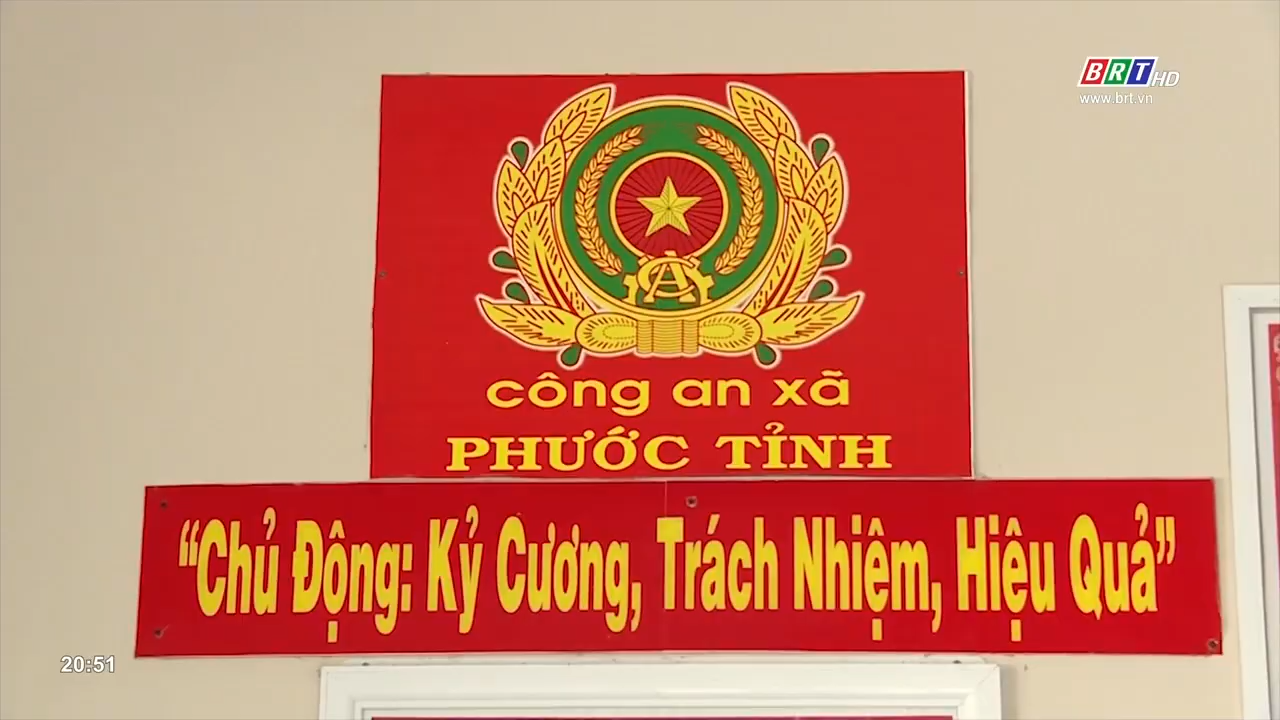 BRT HD
www.brt.vn
CA
công an xã
PHƯỚC TỈNH
“Chủ Động: Kỷ Cương, Trách Nhiệm, Hiệu Quả”
20:51